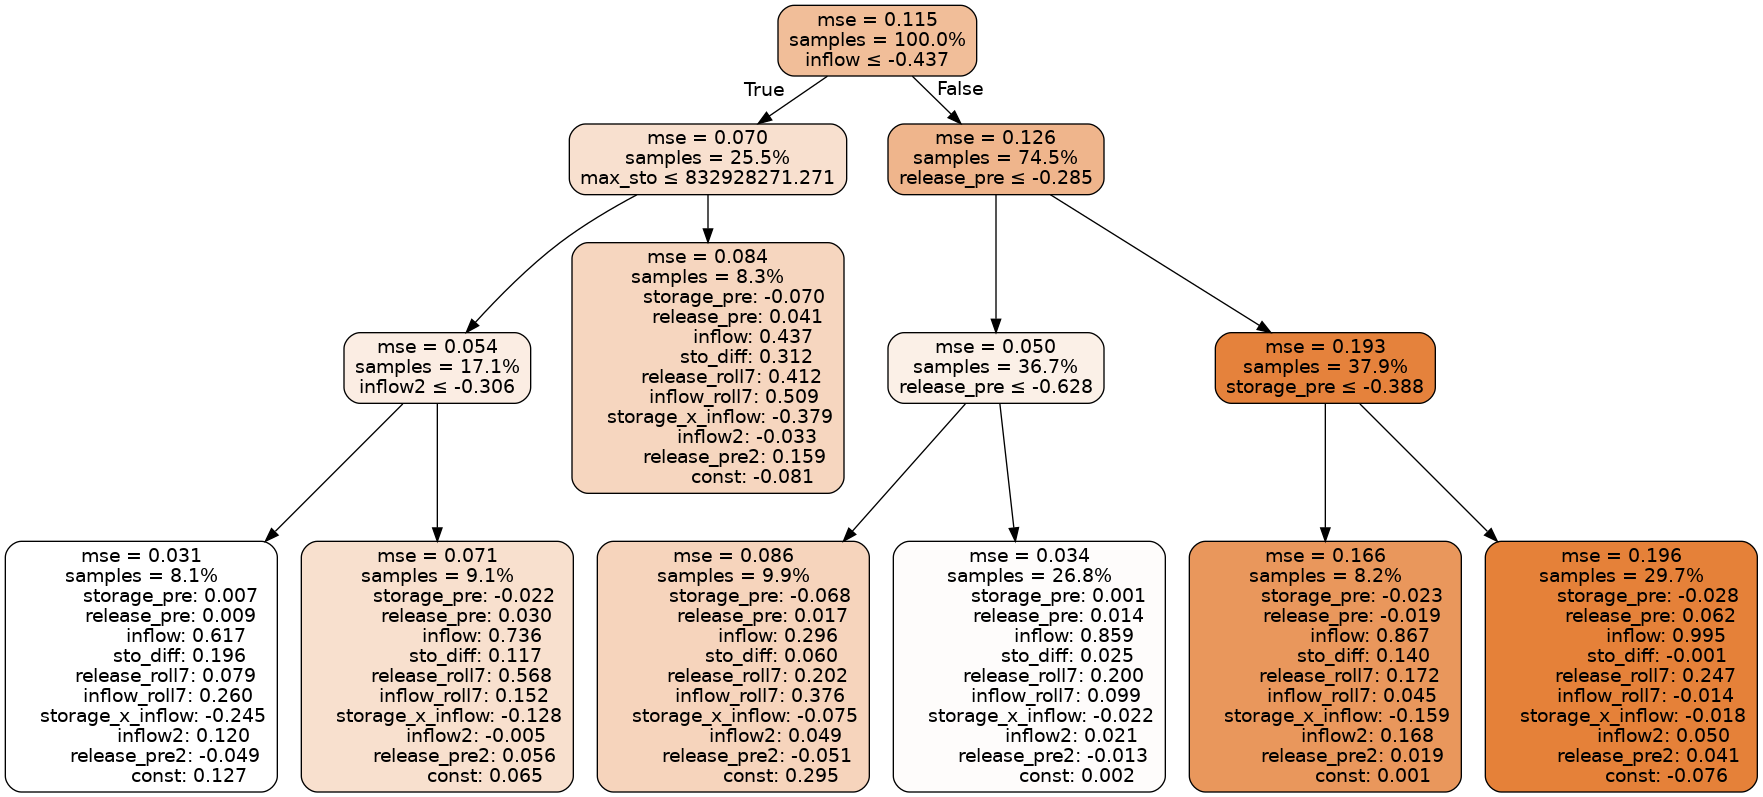 mse = 0.115
samples = 100.0%
inflow ≤ -0.437
True
False
mse = 0.070
samples = 25.5%
max_sto ≤ 832928271.271
mse = 0.126
samples = 74.5%
release_pre ≤ -0.285
mse = 0.084
samples = 8.3%
storage_pre: -0.070
release_pre: 0.041
inflow: 0.437
sto_diff: 0.312
release_roll7: 0.412
inflow_roll7: 0.509
storage_x_inflow: -0.379
inflow2: -0.033
release_pre2: 0.159
const: -0.081
mse = 0.054
samples = 17.1%
inflow2 ≤ -0.306
mse = 0.050
samples = 36.7%
release_pre ≤ -0.628
mse = 0.193
samples = 37.9%
storage_pre ≤ -0.388
mse = 0.031
samples = 8.1%
storage_pre: 0.007
release_pre: 0.009
inflow: 0.617
sto_diff: 0.196
release_roll7: 0.079
inflow_roll7: 0.260
storage_x_inflow: -0.245
inflow2: 0.120
release_pre2: -0.049
const: 0.127
mse = 0.071
samples = 9.1%
storage_pre: -0.022
release_pre: 0.030
inflow: 0.736
sto_diff: 0.117
release_roll7: 0.568
inflow_roll7: 0.152
storage_x_inflow: -0.128
inflow2: -0.005
release_pre2: 0.056
const: 0.065
mse = 0.086
samples = 9.9%
storage_pre: -0.068
release_pre: 0.017
inflow: 0.296
sto_diff: 0.060
release_roll7: 0.202
inflow_roll7: 0.376
storage_x_inflow: -0.075
inflow2: 0.049
release_pre2: -0.051
const: 0.295
mse = 0.034
samples = 26.8%
storage_pre: 0.001
release_pre: 0.014
inflow: 0.859
sto_diff: 0.025
release_roll7: 0.200
inflow_roll7: 0.099
storage_x_inflow: -0.022
inflow2: 0.021
release_pre2: -0.013
const: 0.002
mse = 0.166
samples = 8.2%
storage_pre: -0.023
release_pre: -0.019
inflow: 0.867
sto_diff: 0.140
release_roll7: 0.172
inflow_roll7: 0.045
storage_x_inflow: -0.159
inflow2: 0.168
release_pre2: 0.019
const: 0.001
mse = 0.196
samples = 29.7%
storage_pre: -0.028
release_pre: 0.062
inflow: 0.995
sto_diff: -0.001
release_roll7: 0.247
inflow_roll7: -0.014
storage_x_inflow: -0.018
inflow2: 0.050
release_pre2: 0.041
const: -0.076